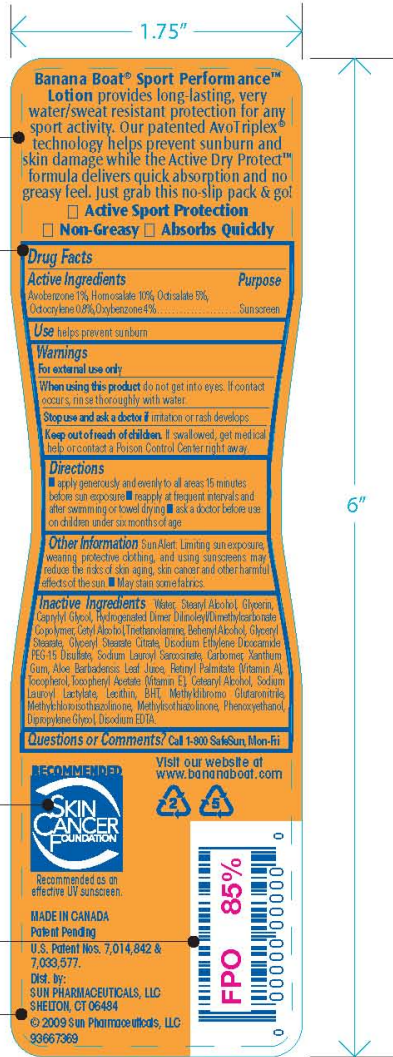 1.75”
Banana Boat® Sport Performance™
Lotion provides long-lasting, very
water/sweat resistant protection for any
sport activity. Our patented AvoTriplex®
technology helps prevent sunburn and
skin damage while the Active Dry Protect™
formula delivers quick absorption and no
greasy feel. Just grab this no-slip pack & go!
□ Active Sport Protection
□ Non-Greasy □ Absorbs Quickly
Drug Facts
Active Ingredients Purpose
Avobenzone 1%, Homosalate 10%, Octisalate 5%,
Octocrylene 0.8%, Oxybenzone 4%......................Sunscreen
Use helps prevent sunburn
Warnings
For external use only
When using this product do not get into eyes. If contact
occurs, rinse thoroughly with water.
Stop use and ask a doctor if irritation or rash develops
Keep out of reach of children. If swallowed, get medical
help or contact a Poison Control Center right away.
Directions
■ apply generously and evenly to all areas 15 minutes
before sun exposure ■ reapply at frequent intervals and
after swimming or towel drying ■ ask a doctor before use
on children under six months of age
Other Information Sun Alert: Limiting sun exposure,
wearing protective clothing, and using sunscreens may
reduce the risks of skin aging, skin cancer and other harmful
effects of the sun. ■ May stain some fabrics.
Inactive Ingredients Water, Stearyl Alcohol, Glycerin,
Caprylyl Glycol, Hydrogenated Dimer Dilinoleyl/Dimethylcarbonate
Copolymer, Cetyl Alcohol, Triethanolamine, Behenyl Alcohol, Glyceryl
Stearate, Glyceryl Stearate Citrate, Disodium Ethylene Dicocamide
PEG-15 Disulfate, Sodium Lauroyl Sarcosinate, Carbomer, Xanthum
Gum, Aloe Barbadensis Leaf Juice, Retinyl Palmitate (Vitamin A),
Tocopherol, Tocopheryl Acetate (Vitamin E), Cetearyl Alcohol, Sodium
Lauroyl Lactylate, Lecithin, BHT, Methyldibromo Glutaronitrile,
Methylchloroisothiazolinone, Methylisothiazolinone, Phenoxyethanol,
Dipropylene Glycol, Disodium EDTA.
Questions or Comments? Call 1-800 SafeSun, Mon-Fri
RECOMMENDED
SKIN
CANCER
FOUNDATION
Recommended as an
effective UV sunscreen.
Visit our website at
www.bananaboat.com
2 5
MADE IN CANADA
Patent Pending
U.S. Patent Nos. 7,014,842 &
7,033,577.
Dist. by:
SUN PHARMACEUTICALS, LLC
SHELTON, CT 06484
© 2009 Sun Pharmaceuticals, LLC
93667369
FPO 85%
0 00000 00000 0
6”